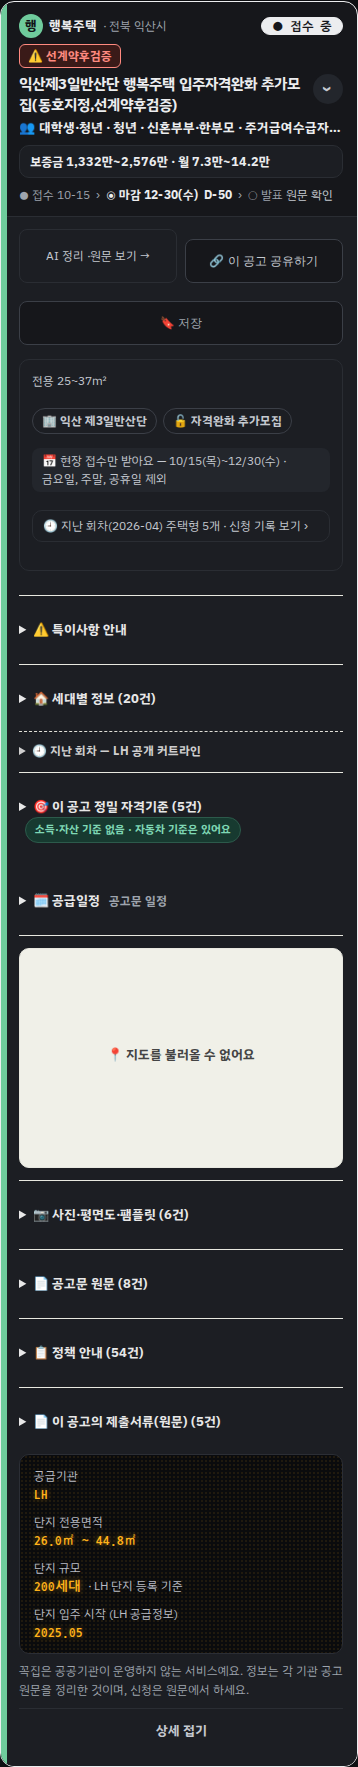 행 행복주택 · 전북 익산시 ● 접수 중
⚠️ 선계약후검증
익산제3일반산단 행복주택 입주자격완화 추가모
집(동호지정,선계약후검증)
👥 대학생·청년 · 청년 · 신혼부부·한부모 · 주거급여수급자...
보증금 1,332만~2,576만 · 월 7.3만~14.2만
● 접수 10-15 › ◉ 마감 12-30(수) D-50 › ○ 발표 원문 확인
AI 정리 ·원문 보기 →
🔗 이 공고 공유하기
🔖 저장
전용 25~37m²
🏢 익산 제3일반산단 🔓 자격완화 추가모집
📅 현장 접수만 받아요 — 10/15(목)~12/30(수) ·
금요일, 주말, 공휴일 제외
🕘 지난 회차(2026-04) 주택형 5개 · 신청 기록 보기 ›
▶ ⚠️ 특이사항 안내
▶ 🏠 세대별 정보 (20건)
▶ 🕘 지난 회차 — LH 공개 커트라인
▶ 🎯 이 공고 정밀 자격기준 (5건)
소득·자산 기준 없음 · 자동차 기준은 있어요
▶ 🗓️ 공급일정 공고문 일정
📍 지도를 불러올 수 없어요
▶ 📷 사진·평면도·팸플릿 (6건)
▶ 📄 공고문 원문 (8건)
▶ 📋 정책 안내 (54건)
▶ 📄 이 공고의 제출서류(원문) (5건)
공급기관
LH
단지 전용면적
26.0㎡ ~ 44.8㎡
단지 규모
200세대 · LH 단지 등록 기준
단지 입주 시작 (LH 공급정보)
2025.05
꼭집은 공공기관이 운영하지 않는 서비스예요. 정보는 각 기관 공고
원문을 정리한 것이며, 신청은 원문에서 하세요.
상세 접기